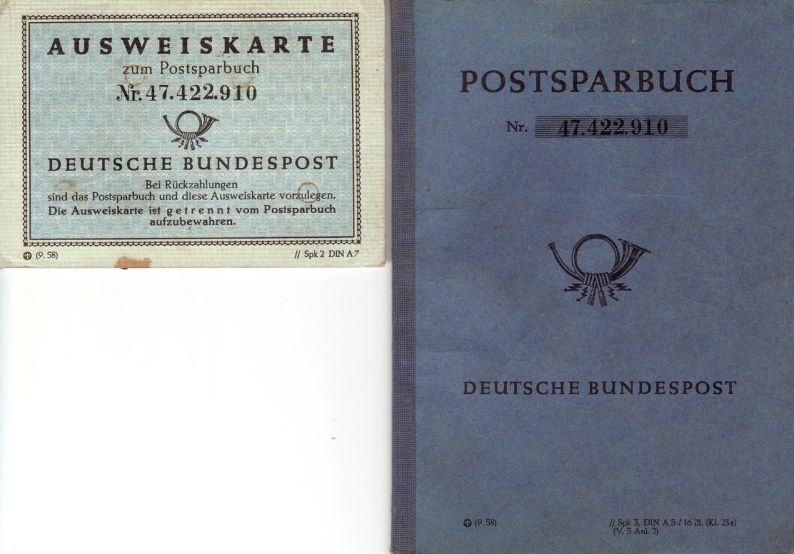 AUSWEISKARTE
zum Postsparbuch
Nr. 47.422.910
DEUTSCHE BUNDESPOST
Bei Rückzahlungen
sind das Postsparbuch und diese Ausweiskarte vorzulegen.
Die Ausweiskarte ist getrennt vom Postsparbuch
aufzubewahren.
(9. 58)
// Spk 2 DIN A 7
POSTSPARBUCH
Nr. 47.422.910
DEUTSCHE BUNDESPOST
(9. 58)
// Spk 3, DIN A 5 / 16 Bl. (Kl. 23a)
(V. 5 Anl. 2)